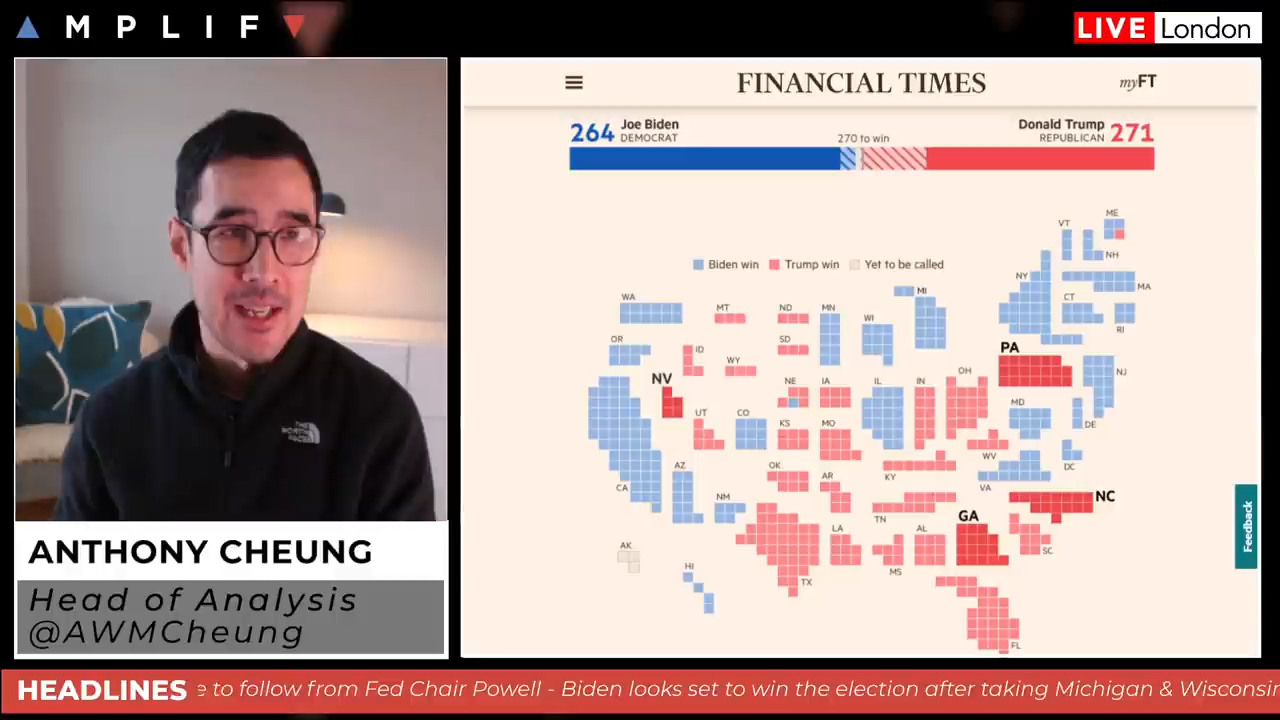 AMPLIFY
LIVE London
FINANCIAL TIMES
myFT
264 Joe Biden
DEMOCRAT
270 to win
Donald Trump 271
REPUBLICAN
Biden win Trump win Yet to be called
ME
VT
NH
WA
MT
ND
MN
WI
MI
NY
CT
MA
RI
OR
ID
WY
SD
PA
NJ
NV
NE
IA
IL
IN
OH
MD
DE
UT
CO
KS
MO
WV
DC
CA
AZ
NM
OK
AR
KY
VA
NC
TN
GA
SC
AK
HI
TX
LA
MS
AL
FL
Feedback
THE
NORTH
FACE
ANTHONY CHEUNG
Head of Analysis
@AWMCheung
HEADLINES to follow from Fed Chair Powell - Biden looks set to win the election after taking Michigan & Wisconsin